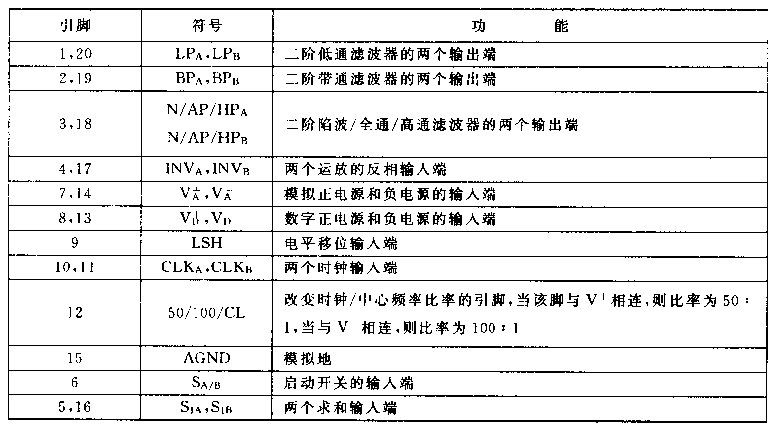 引脚 符号 功 能
1,20 LP_A,LP_B 二阶低通滤波器的两个输出端
2,19 BP_A,BP_B 二阶带通滤波器的两个输出端
3,18 N/AP/HP_A N/AP/HP_B 二阶陷波/全通/高通滤波器的两个输出端
4,17 INV_A,INV_B 两个运放的反相输入端
7,14 V_A^+,V_A^- 模拟正电源和负电源的输入端
8,13 V_D^+,V_D 数字正电源和负电源的输入端
9 LSH 电平移位输入端
10,11 CLK_A,CLK_B 两个时钟输入端
12 50/100/CL 改变时钟/中心频率比率的引脚,当该脚与V^+相连,则比率为50:
1,当与V 相连,则比率为100:1
15 AGND 模拟地
6 S_A/B 启动开关的输入端
5,16 S_1A,S_1B 两个求和输入端